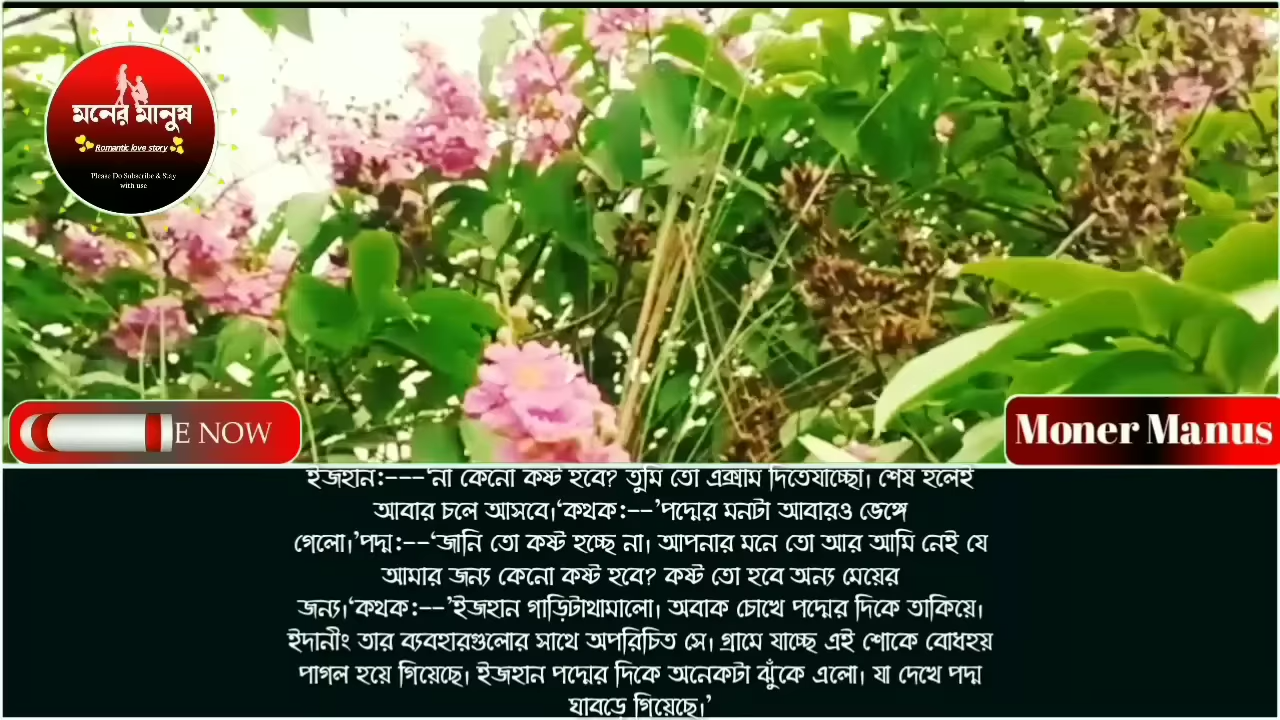 মনের মানুষ
Romantic love story
Please Do Subscribe & Stay
with use
E NOW
Moner Manus
ইজহান:---‘না কেনো কষ্ট হবে? তুমি তো এক্সাম দিতেযাচ্ছো। শেষ হলেই
আবার চলে আসবে।‘কথক:--’পদ্মের মনটা আবারও ভেঙ্গে
গেলো।’পদ্ম:--‘জানি তো কষ্ট হচ্ছে না। আপনার মনে তো আর আমি নেই যে
আমার জন্য কেনো কষ্ট হবে? কষ্ট তো হবে অন্য মেয়ের
জন্য।‘কথক:--’ইজহান গাড়িটাথামালো। অবাক চোখে পদ্মের দিকে তাকিয়ে।
ইদানীং তার ব্যবহারগুলোর সাথে অপরিচিত সে। গ্রামে যাচ্ছে এই শোকে বোধহয়
পাগল হয়ে গিয়েছে। ইজহান পদ্মের দিকে অনেকটা ঝুঁকে এলো। যা দেখে পদ্ম
ঘাবড়ে গিয়েছে।’